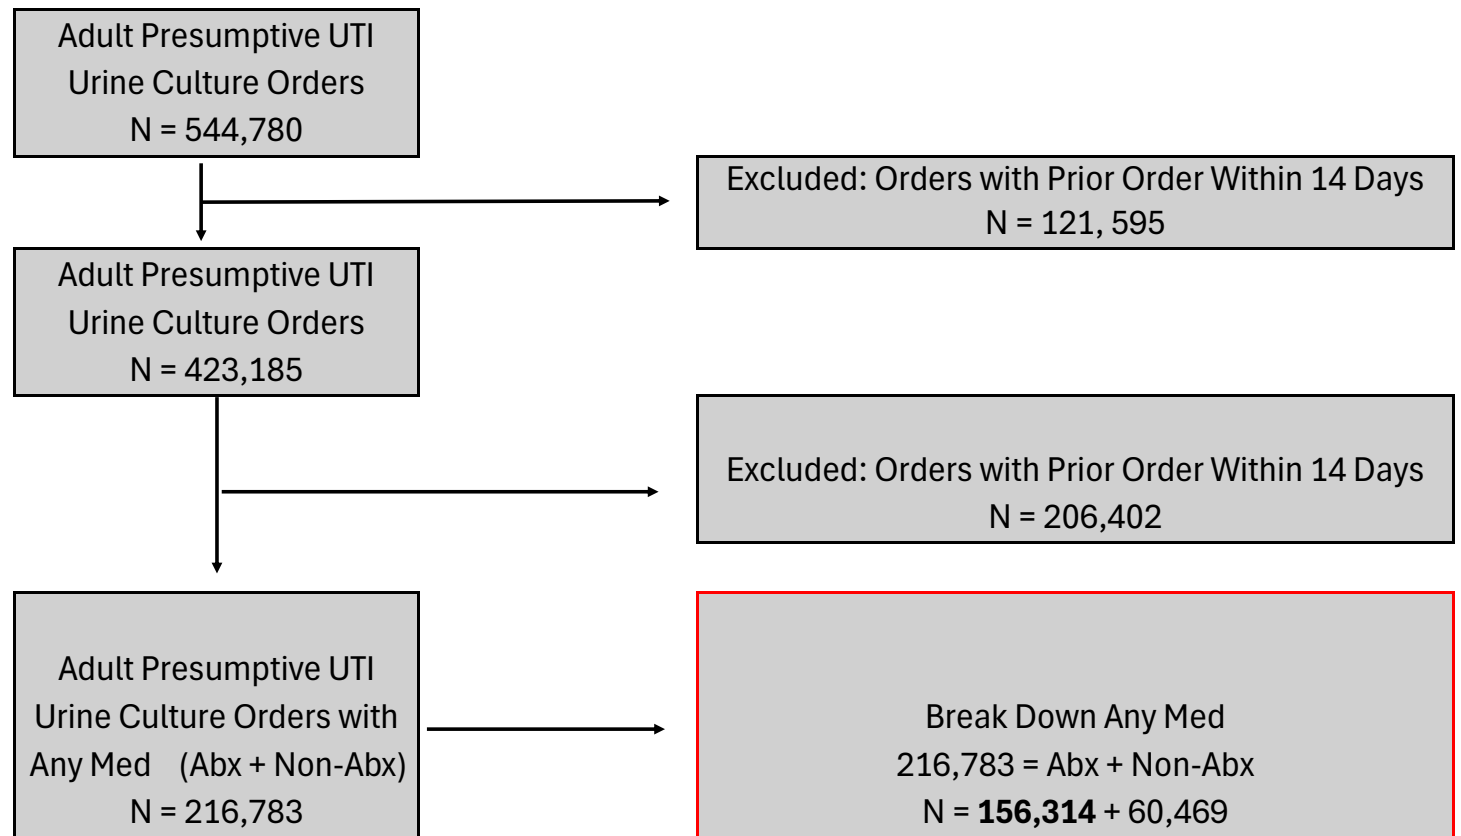 Adult Presumptive UTI
Urine Culture Orders
N = 544,780
Excluded: Orders with Prior Order Within 14 Days
N = 121, 595
Adult Presumptive UTI
Urine Culture Orders
N = 423,185
Excluded: Orders with Prior Order Within 14 Days
N = 206,402
Adult Presumptive UTI
Urine Culture Orders with
Any Med (Abx + Non-Abx)
N = 216,783
Break Down Any Med
216,783 = Abx + Non-Abx
N = 156,314 + 60,469